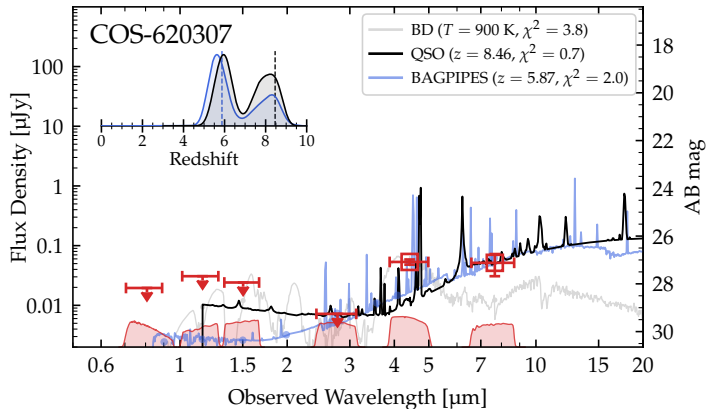 COS-620307
BD (T = 900 K, χ² = 3.8)
QSO (z = 8.46, χ² = 0.7)
BAGPIPES (z = 5.87, χ² = 2.0)
100
10
1
0.1
0.01
Flux Density [µJy]
0 2 4 6 8 10
Redshift
18
20
22
24
26
28
30
AB mag
0.6 1 1.5 2 3 4 5 7 10 15 20
Observed Wavelength [µm]